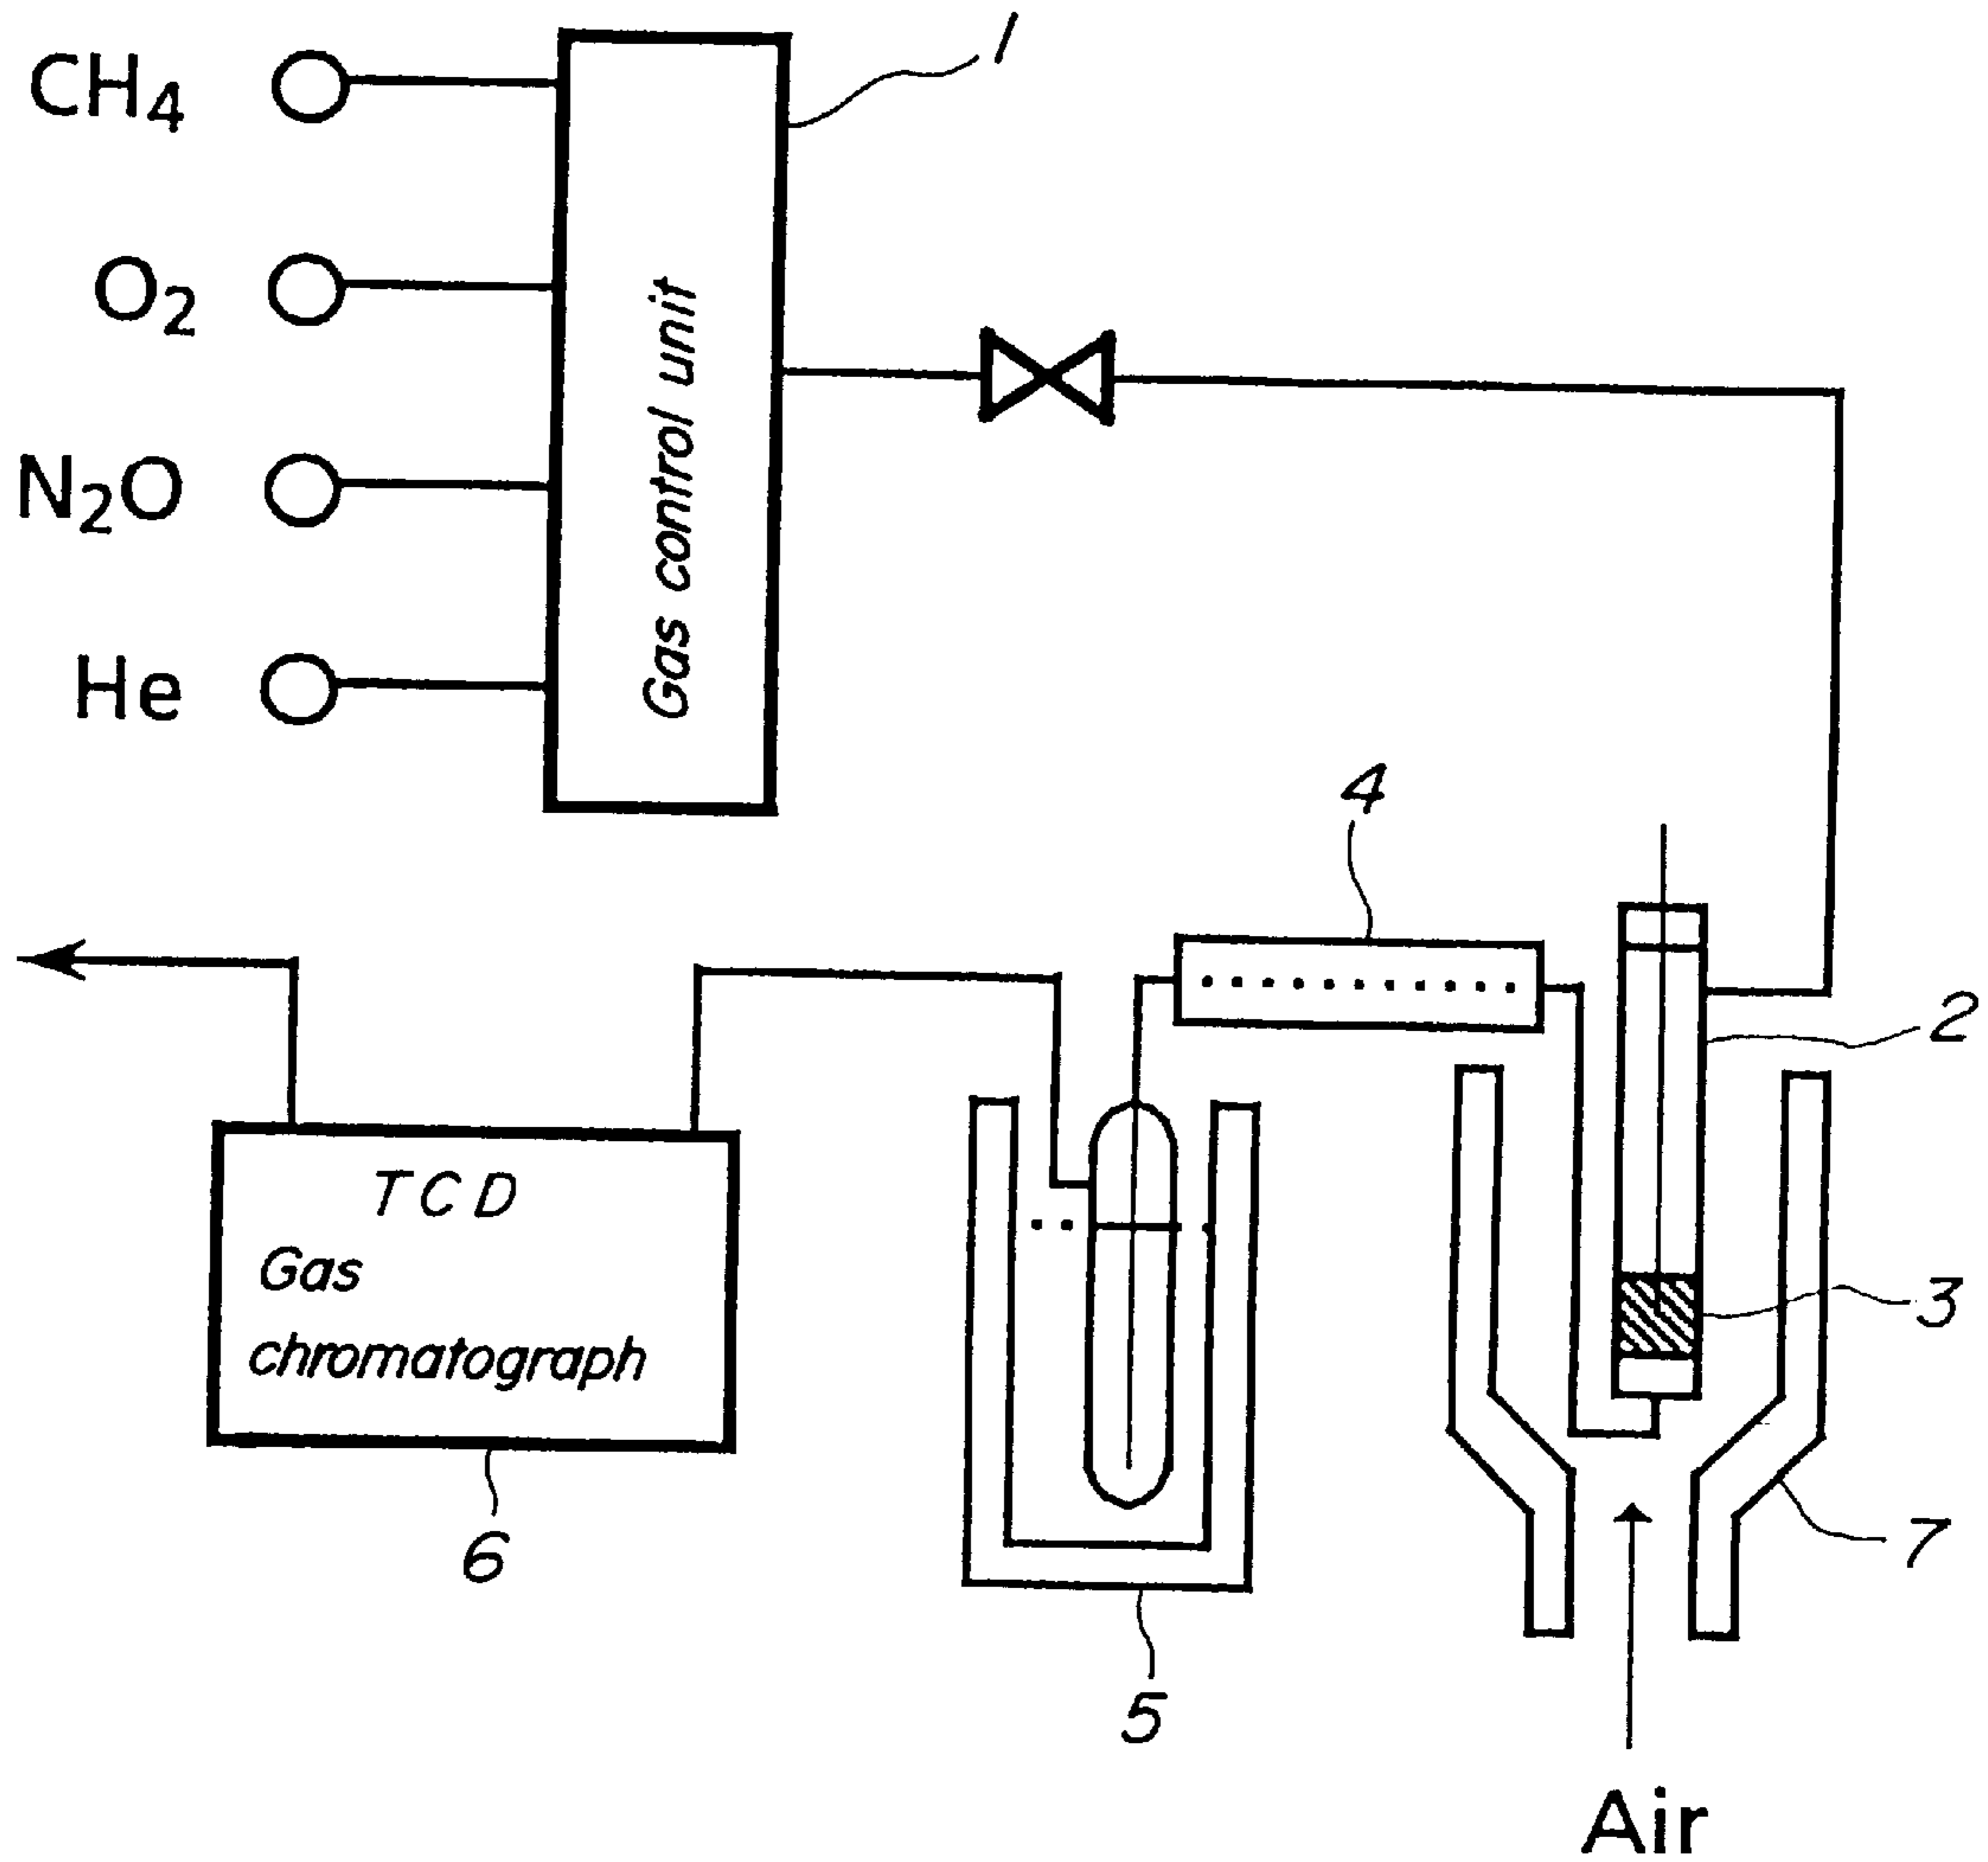 CH₄
1
O₂
Gas control unit
N₂O
He
4
2
TCD
Gas
chromatograph
3
6
7
5
Air